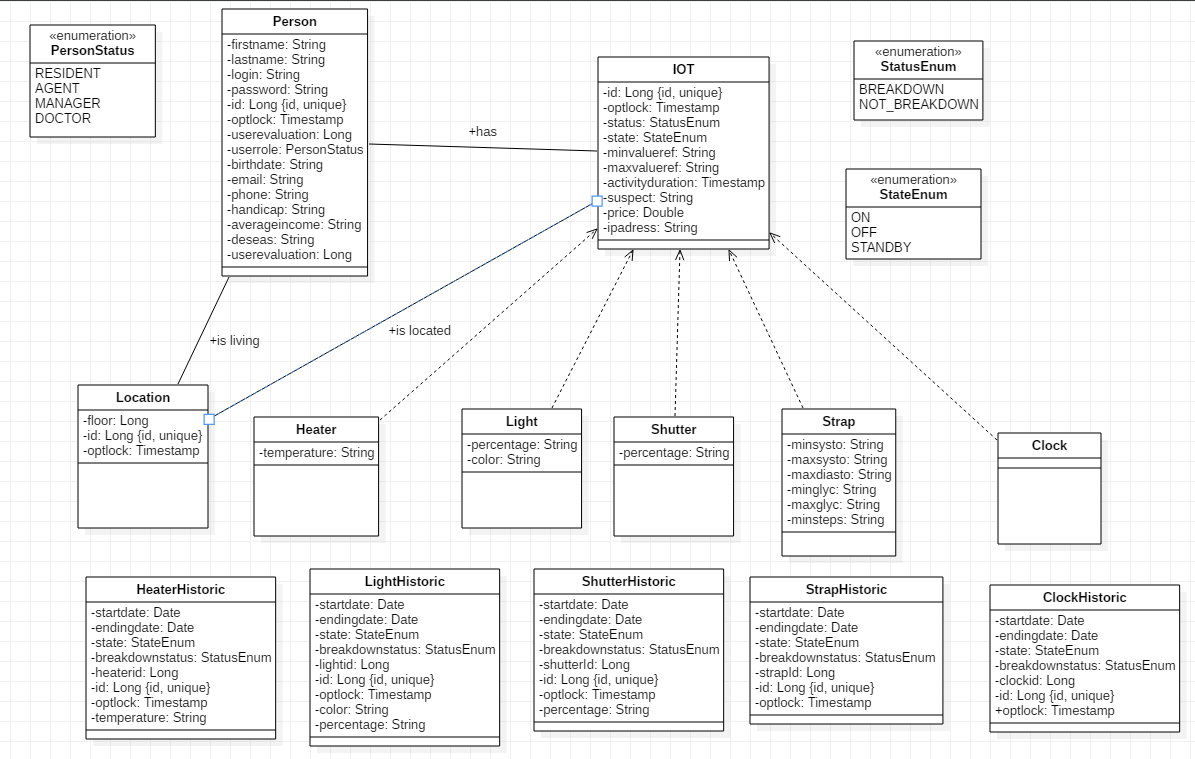 «enumeration»
PersonStatus
RESIDENT
AGENT
MANAGER
DOCTOR
Person
-firstname: String
-lastname: String
-login: String
-password: String
-id: Long {id, unique}
-optlock: Timestamp
-userevaluation: Long
-userrole: PersonStatus
-birthdate: String
-email: String
-phone: String
-handicap: String
-averageincome: String
-deseas: String
-userevaluation: Long
+has
IOT
-id: Long {id, unique}
-optlock: Timestamp
-status: StatusEnum
-state: StateEnum
-minvalueref: String
-maxvalueref: String
-activityduration: Timestamp
-suspect: String
-price: Double
-ipadress: String
«enumeration»
StatusEnum
BREAKDOWN
NOT_BREAKDOWN
«enumeration»
StateEnum
ON
OFF
STANDBY
+is living
+is located
Location
-floor: Long
-id: Long {id, unique}
-optlock: Timestamp
Heater
-temperature: String
Light
-percentage: String
-color: String
Shutter
-percentage: String
Strap
-minsysto: String
-maxsysto: String
-maxdiasto: String
-minglyc: String
-maxglyc: String
-minsteps: String
Clock
HeaterHistoric
-startdate: Date
-endingdate: Date
-state: StateEnum
-breakdownstatus: StatusEnum
-heaterid: Long
-id: Long {id, unique}
-optlock: Timestamp
-temperature: String
LightHistoric
-startdate: Date
-endingdate: Date
-state: StateEnum
-breakdownstatus: StatusEnum
-lightid: Long
-id: Long {id, unique}
-optlock: Timestamp
-color: String
-percentage: String
ShutterHistoric
-startdate: Date
-endingdate: Date
-state: StateEnum
-breakdownstatus: StatusEnum
-shutterId: Long
-id: Long {id, unique}
-optlock: Timestamp
-percentage: String
StrapHistoric
-startdate: Date
-endingdate: Date
-state: StateEnum
-breakdownstatus: StatusEnum
-strapId: Long
-id: Long {id, unique}
-optlock: Timestamp
ClockHistoric
-startdate: Date
-endingdate: Date
-state: StateEnum
-breakdownstatus: StatusEnum
-clockid: Long
-id: Long {id, unique}
+optlock: Timestamp